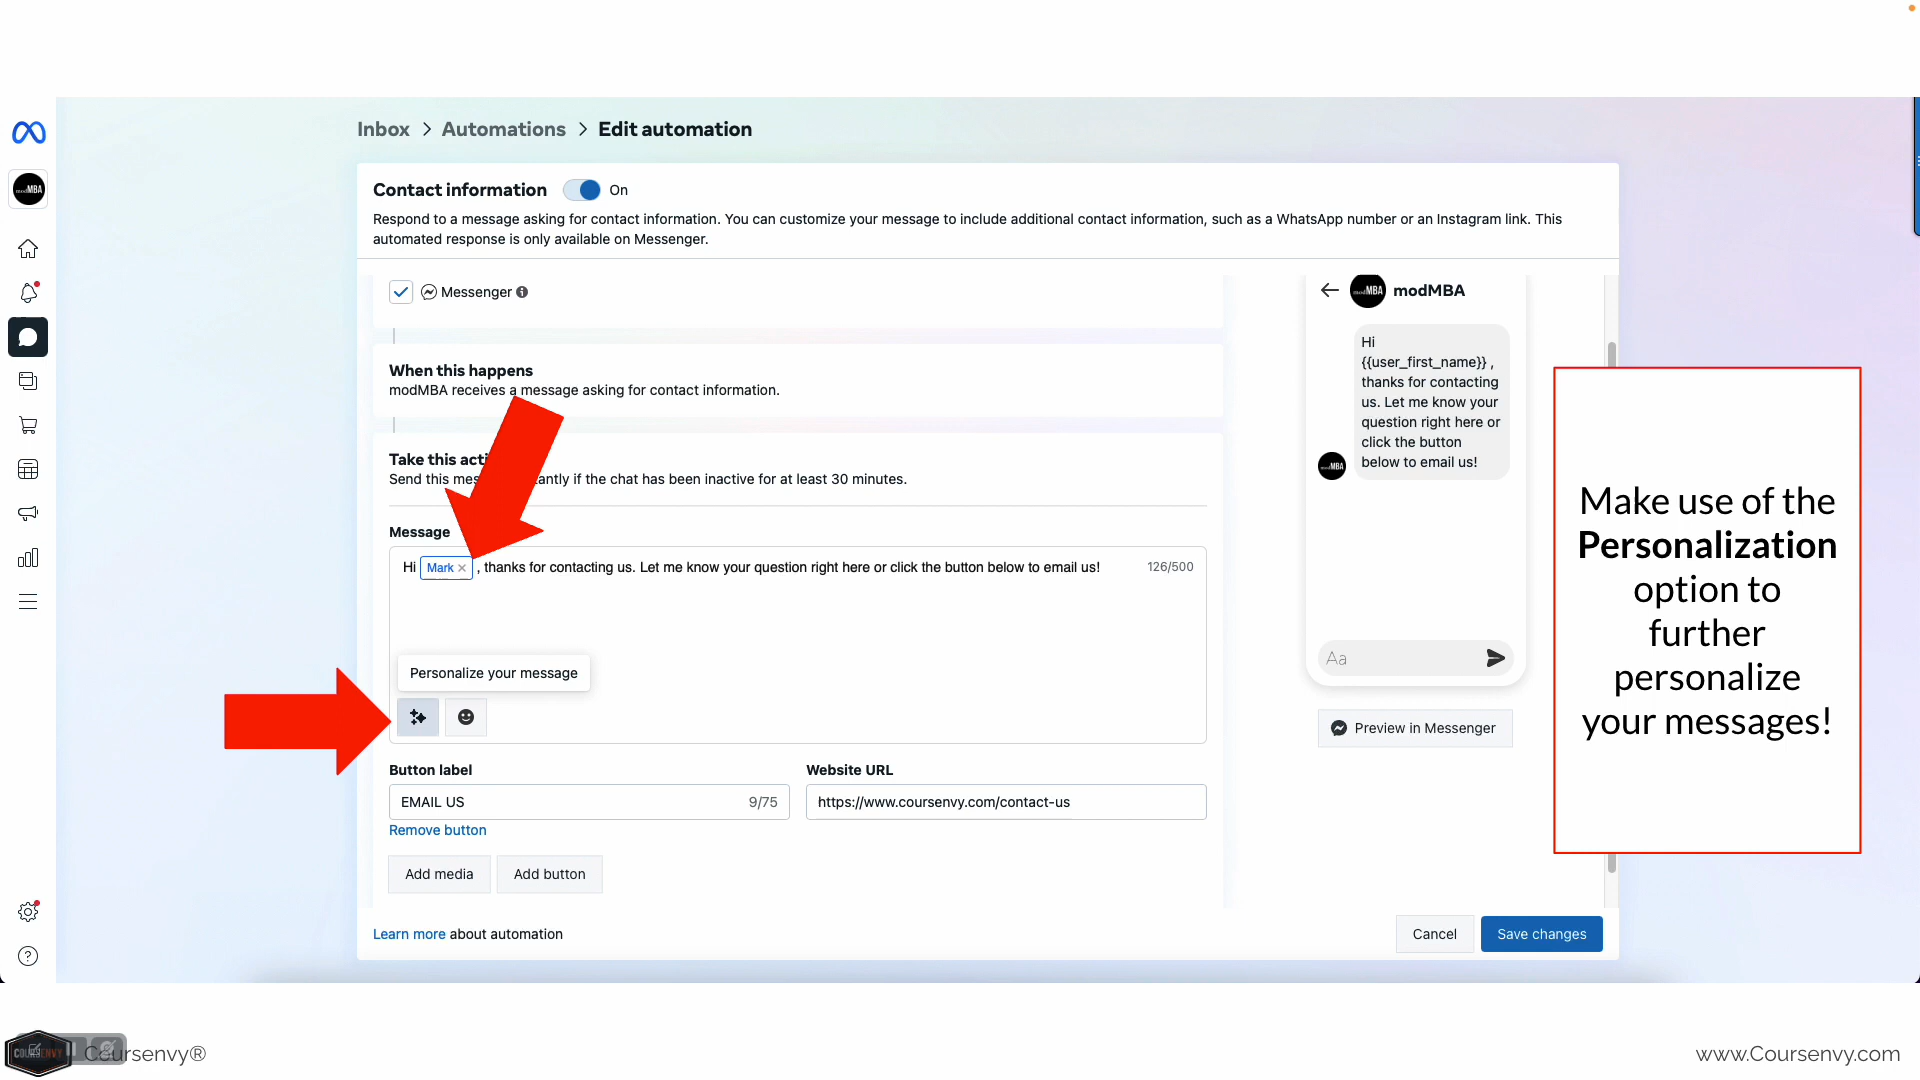 Inbox > Automations > Edit automation
modMBA
Contact information On
Respond to a message asking for contact information. You can customize your message to include additional contact information, such as a WhatsApp number or an Instagram link. This
automated response is only available on Messenger.
Messenger
When this happens
modMBA receives a message asking for contact information.
Take this acti
Send this mes antly if the chat has been inactive for at least 30 minutes.
Message
Hi Mark × , thanks for contacting us. Let me know your question right here or click the button below to email us! 126/500
Personalize your message
Button label
EMAIL US 9/75
Remove button
Website URL
https://www.coursenvy.com/contact-us
Add media Add button
Learn more about automation
Cancel Save changes
modMBA modMBA
Hi
{{user_first_name}} ,
thanks for contacting
us. Let me know your
question right here or
click the button
below to email us!
modMBA
Aa
Preview in Messenger
Make use of the
Personalization
option to
further
personalize
your messages!
COURSENVY
Coursenvy®
www.Coursenvy.com